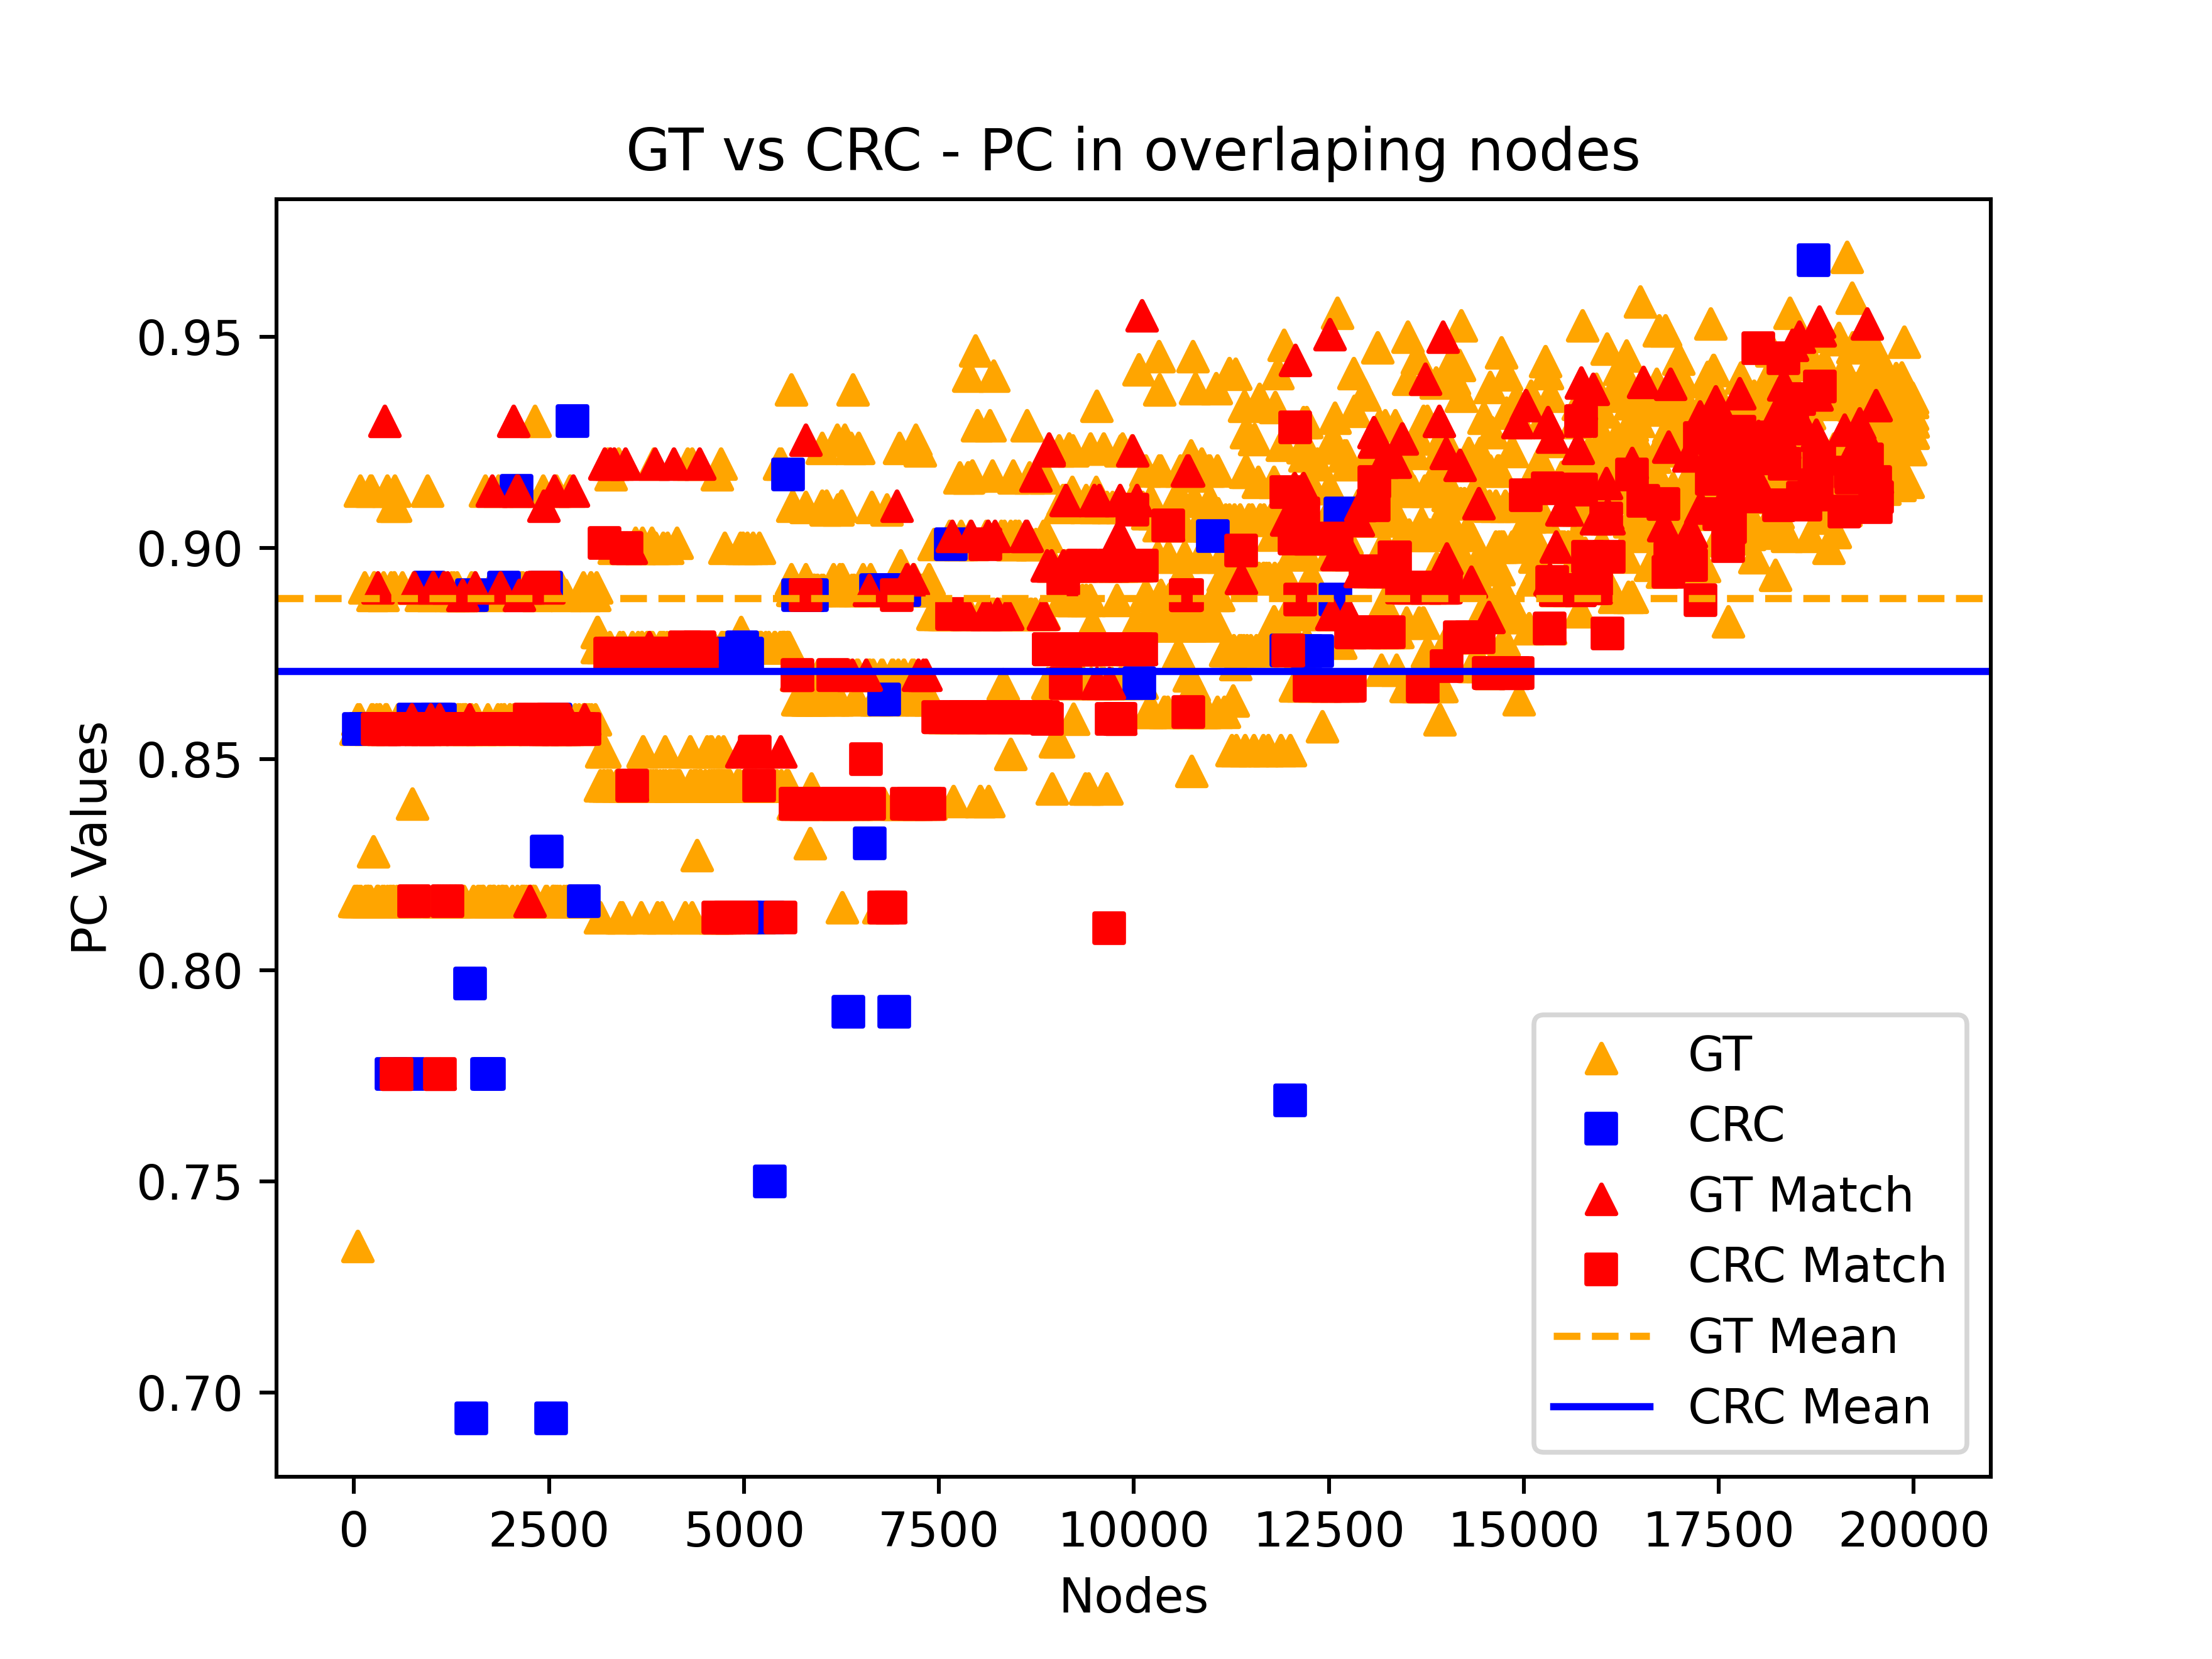 GT vs CRC - PC in overlaping nodes
0.95
0.90
0.85
0.80
0.75
0.70
PC Values
GT
CRC
GT Match
CRC Match
GT Mean
CRC Mean
0 2500 5000 7500 10000 12500 15000 17500 20000
Nodes